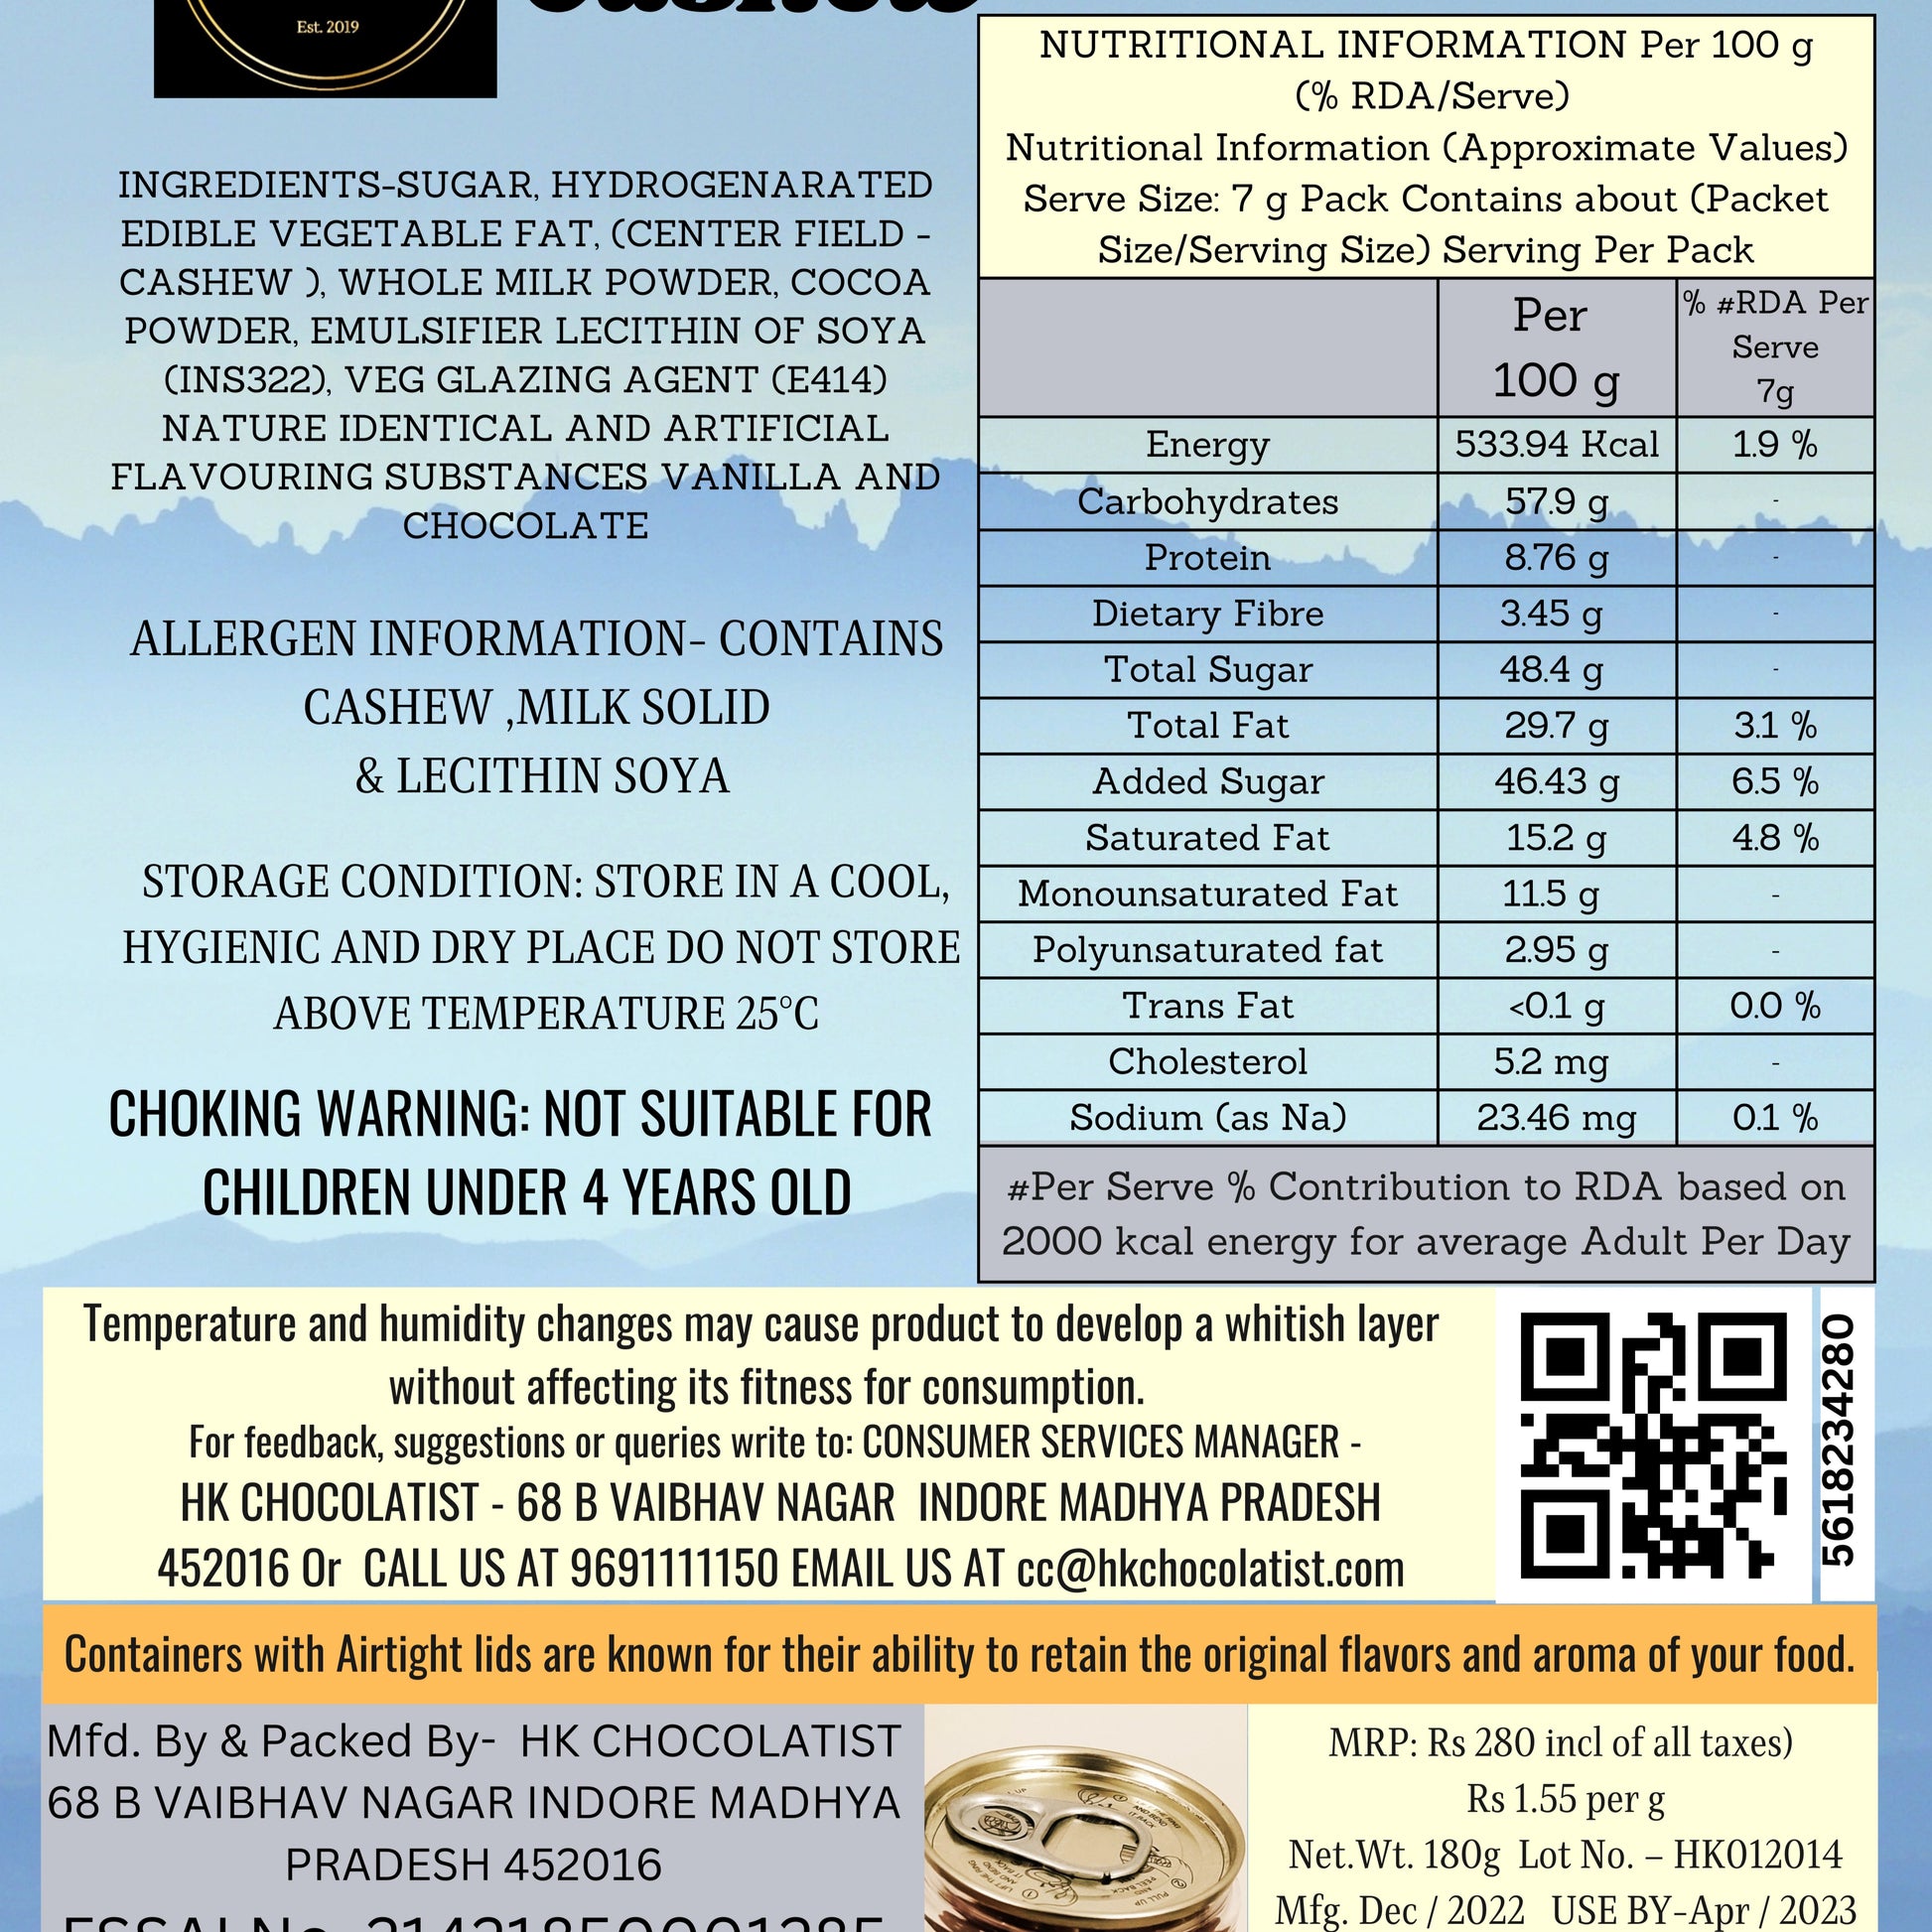 Est. 2019
INGREDIENTS-SUGAR, HYDROGENARATED
EDIBLE VEGETABLE FAT, (CENTER FIELD -
CASHEW ), WHOLE MILK POWDER, COCOA
POWDER, EMULSIFIER LECITHIN OF SOYA
(INS322), VEG GLAZING AGENT (E414)
NATURE IDENTICAL AND ARTIFICIAL
FLAVOURING SUBSTANCES VANILLA AND
CHOCOLATE
ALLERGEN INFORMATION- CONTAINS
CASHEW ,MILK SOLID
& LECITHIN SOYA
STORAGE CONDITION: STORE IN A COOL,
HYGIENIC AND DRY PLACE DO NOT STORE
ABOVE TEMPERATURE 25°C
CHOKING WARNING: NOT SUITABLE FOR
CHILDREN UNDER 4 YEARS OLD
NUTRITIONAL INFORMATION Per 100 g
(% RDA/Serve)
Nutritional Information (Approximate Values)
Serve Size: 7 g Pack Contains about (Packet
Size/Serving Size) Serving Per Pack
Per 100 g % #RDA Per Serve 7g
Energy 533.94 Kcal 1.9 %
Carbohydrates 57.9 g -
Protein 8.76 g -
Dietary Fibre 3.45 g -
Total Sugar 48.4 g -
Total Fat 29.7 g 3.1 %
Added Sugar 46.43 g 6.5 %
Saturated Fat 15.2 g 4.8 %
Monounsaturated Fat 11.5 g -
Polyunsaturated fat 2.95 g -
Trans Fat <0.1 g 0.0 %
Cholesterol 5.2 mg -
Sodium (as Na) 23.46 mg 0.1 %
#Per Serve % Contribution to RDA based on
2000 kcal energy for average Adult Per Day
Temperature and humidity changes may cause product to develop a whitish layer
without affecting its fitness for consumption.
For feedback, suggestions or queries write to: CONSUMER SERVICES MANAGER -
HK CHOCOLATIST - 68 B VAIBHAV NAGAR INDORE MADHYA PRADESH
452016 Or CALL US AT 9691111150 EMAIL US AT cc@hkchocolatist.com
5618234280
Containers with Airtight lids are known for their ability to retain the original flavors and aroma of your food.
Mfd. By & Packed By- HK CHOCOLATIST
68 B VAIBHAV NAGAR INDORE MADHYA
PRADESH 452016
MRP: Rs 280 incl of all taxes)
Rs 1.55 per g
Net.Wt. 180g Lot No. – HK012014
Mfg. Dec / 2022 USE BY-Apr / 2023